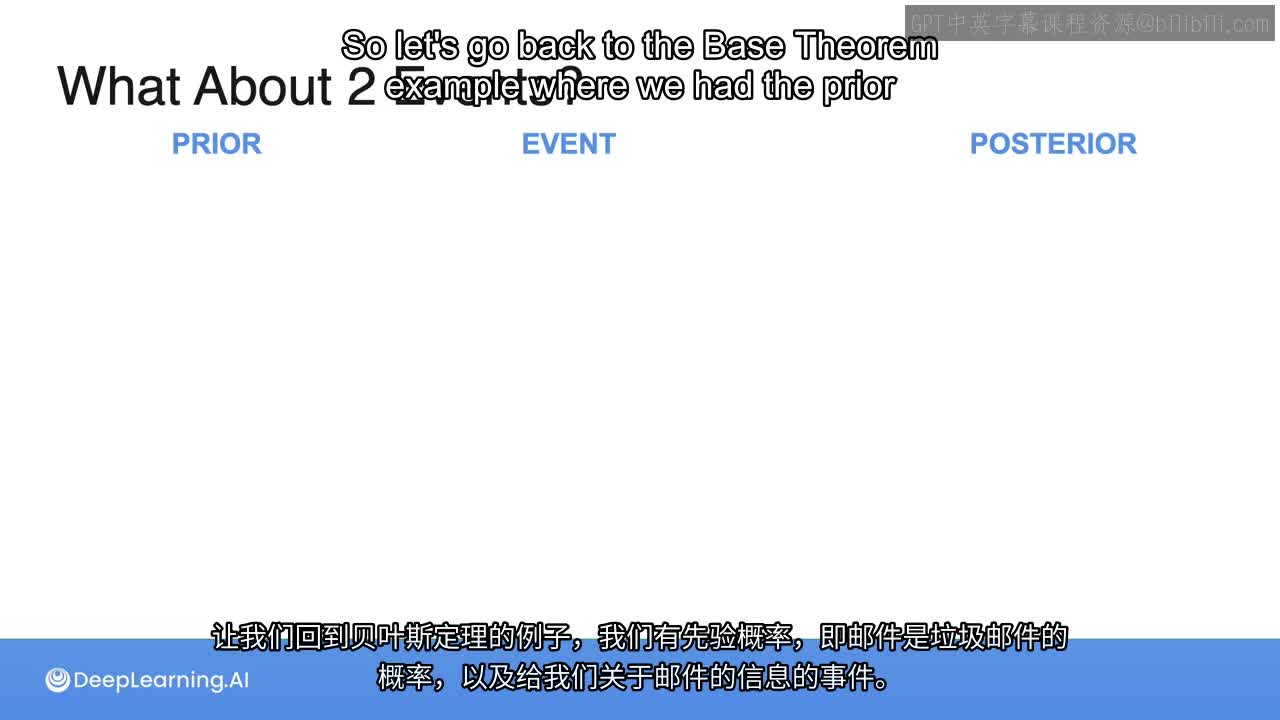 GPT中英字幕课程资源@bilibili.com
So let's go back to the Base Theorem
What About 2 Events?
example where we had the prior
PRIOR
EVENT
POSTERIOR
让我们回到贝叶斯定理的例子，我们有先验概率，即邮件是垃圾邮件的
概率，以及给我们关于邮件的信息的事件。
DeepLearning.AI